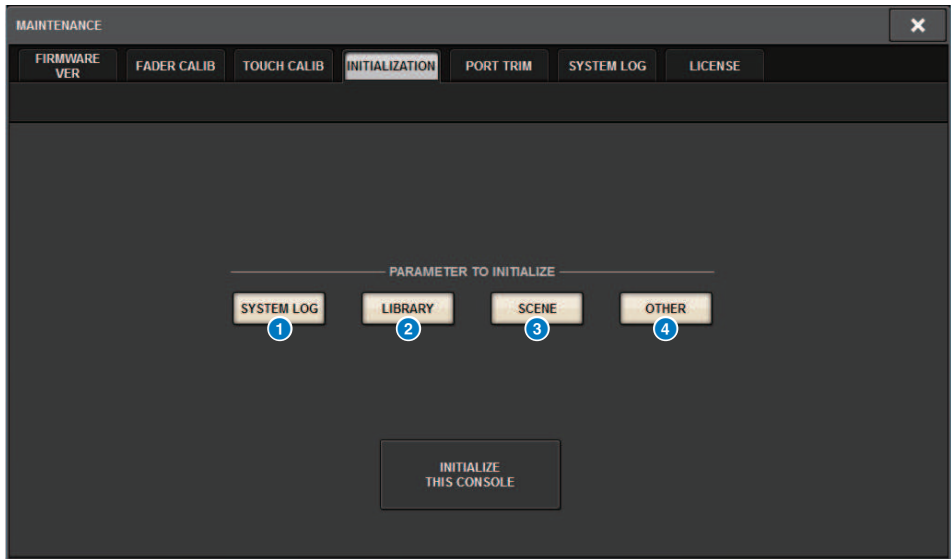 MAINTENANCE
FIRMWARE VER
FADER CALIB
TOUCH CALIB
INITIALIZATION
PORT TRIM
SYSTEM LOG
LICENSE
PARAMETER TO INITIALIZE
SYSTEM LOG
LIBRARY
SCENE
OTHER
1
2
3
4
INITIALIZE
THIS CONSOLE